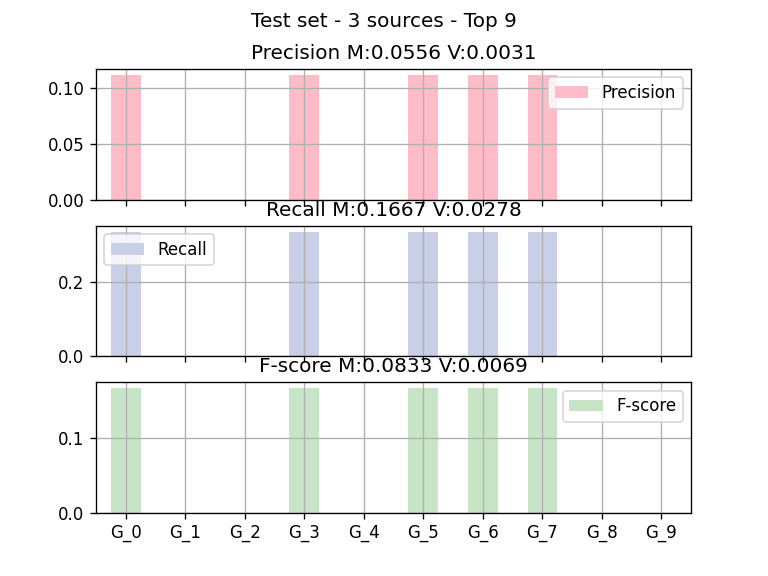 Test set - 3 sources - Top 9
Precision M:0.0556 V:0.0031
0.10
0.05
0.00
Precision
Recall M:0.1667 V:0.0278
0.2
0.0
Recall
F-score M:0.0833 V:0.0069
0.1
0.0
F-score
G_0 G_1 G_2 G_3 G_4 G_5 G_6 G_7 G_8 G_9